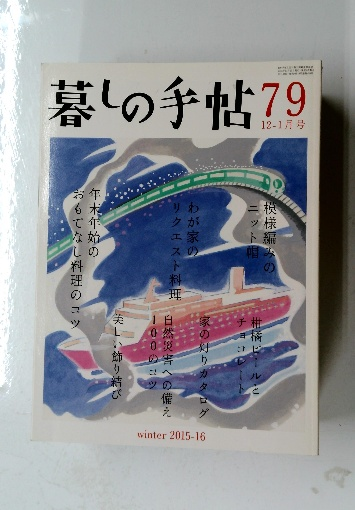 暮しの手帖 79
12-1月号
模様編みの
ニット帽
柑橘ピールと
チョコレート
わが家の
リクエスト料理
家の刈りカタログ
自然災害への備え
100のコツ
年末年始の
おもてなし料理のコツ
美しい飾り結び
winter 2015-16